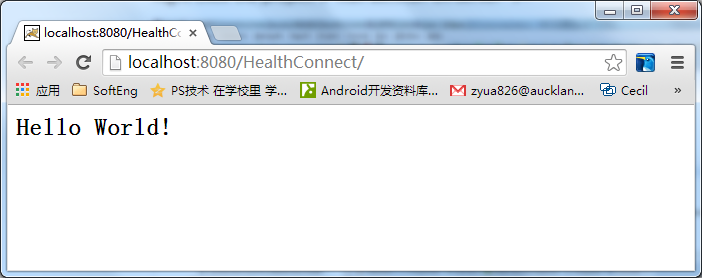 localhost:8080/HealthCo
localhost:8080/HealthConnect/
应用 SoftEng PS技术 在学校里 学... Android开发资料库... zyua826@aucklan... Cecil »
Hello World!